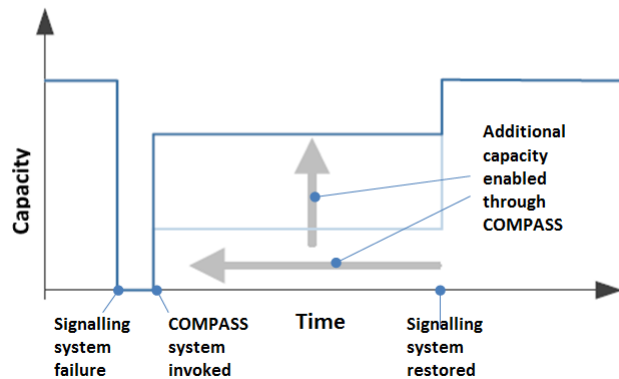 Capacity
Additional
capacity
enabled
through
COMPASS
Signalling
system
failure
COMPASS
system
invoked
Time
Signalling
system
restored